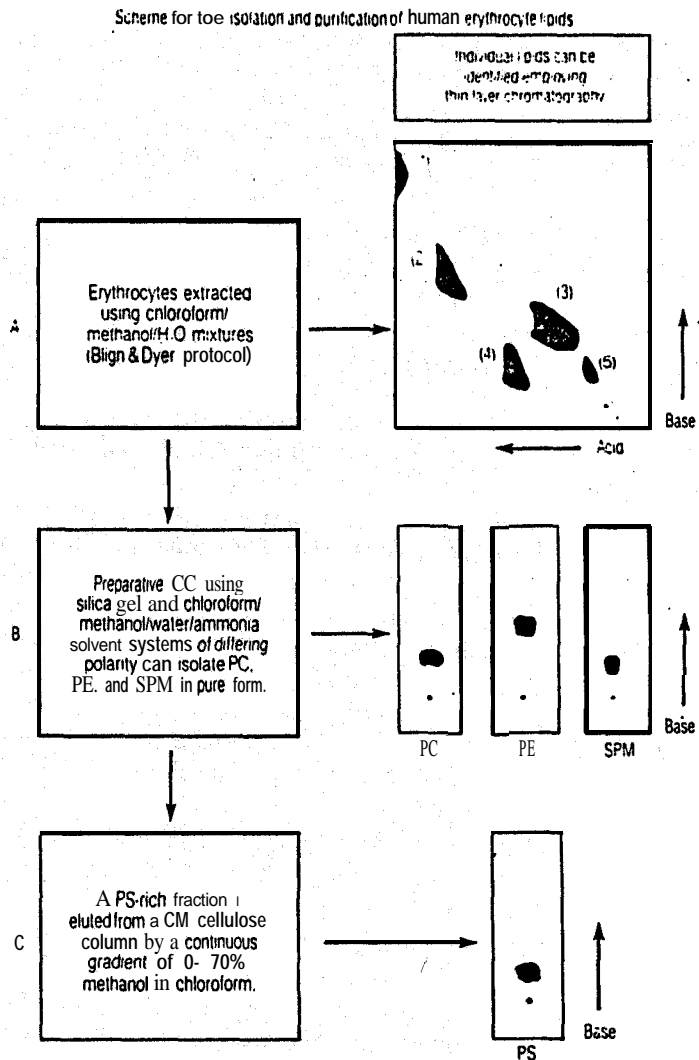 Scheme for toe isolation and purification of human erythrocyte lipids
Individual lipids can be
identified employing
thin layer chromatography
(2
(3)
(4)
(5)
Base
Acid
A
Erythrocytes extracted
using chloroform/
methanol/H.O mixtures
(Blign & Dyer protocol)
B
Preparative CC using
silica gel and chloroform/
methanol/water/ammonia
solvent systems of differing
polarity can isolate PC,
PE. and SPM in pure form.
PC
PE
SPM
Base
C
A PS-rich fraction
eluted from a CM cellulose
column by a continuous
gradient of 0- 70%
methanol in chloroform.
PS
Base